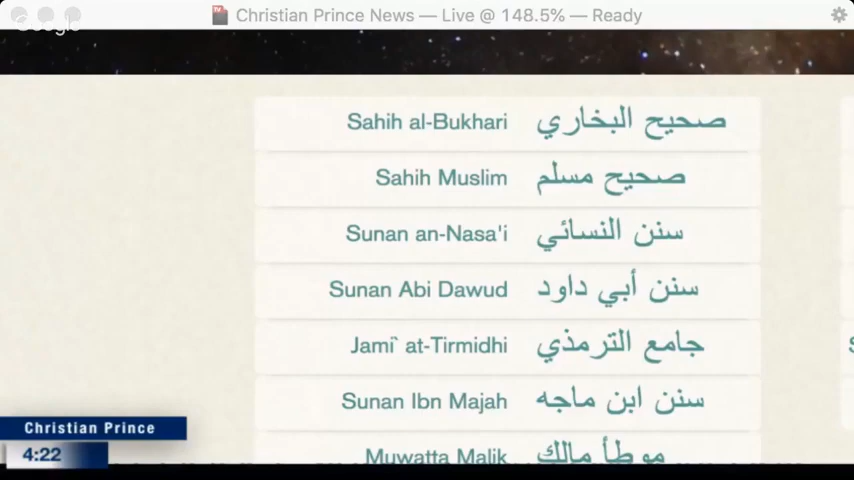 Christian Prince News — Live @ 148.5% — Ready
Google
Sahih al-Bukhari صحيح البخاري
Sahih Muslim صحيح مسلم
Sunan an-Nasa'i سنن النسائي
Sunan Abi Dawud سنن أبي داود
Jami` at-Tirmidhi جامع الترمذي
Sunan Ibn Majah سنن ابن ماجه
Muwatta Malik موطأ مالك
Christian Prince
4:22